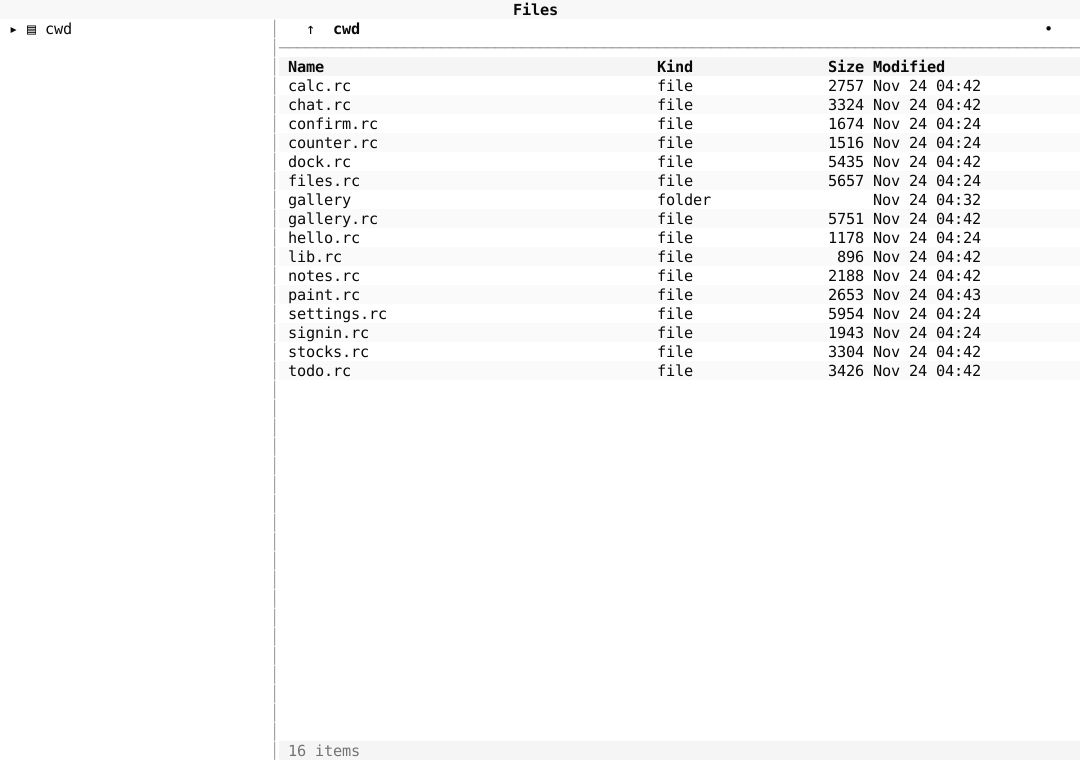 Files
▸ ▤ cwd
↑ cwd •
Name Kind Size Modified
calc.rc file 2757 Nov 24 04:42
chat.rc file 3324 Nov 24 04:42
confirm.rc file 1674 Nov 24 04:24
counter.rc file 1516 Nov 24 04:24
dock.rc file 5435 Nov 24 04:42
files.rc file 5657 Nov 24 04:24
gallery folder Nov 24 04:32
gallery.rc file 5751 Nov 24 04:42
hello.rc file 1178 Nov 24 04:24
lib.rc file 896 Nov 24 04:42
notes.rc file 2188 Nov 24 04:42
paint.rc file 2653 Nov 24 04:43
settings.rc file 5954 Nov 24 04:24
signin.rc file 1943 Nov 24 04:24
stocks.rc file 3304 Nov 24 04:42
todo.rc file 3426 Nov 24 04:42
16 items